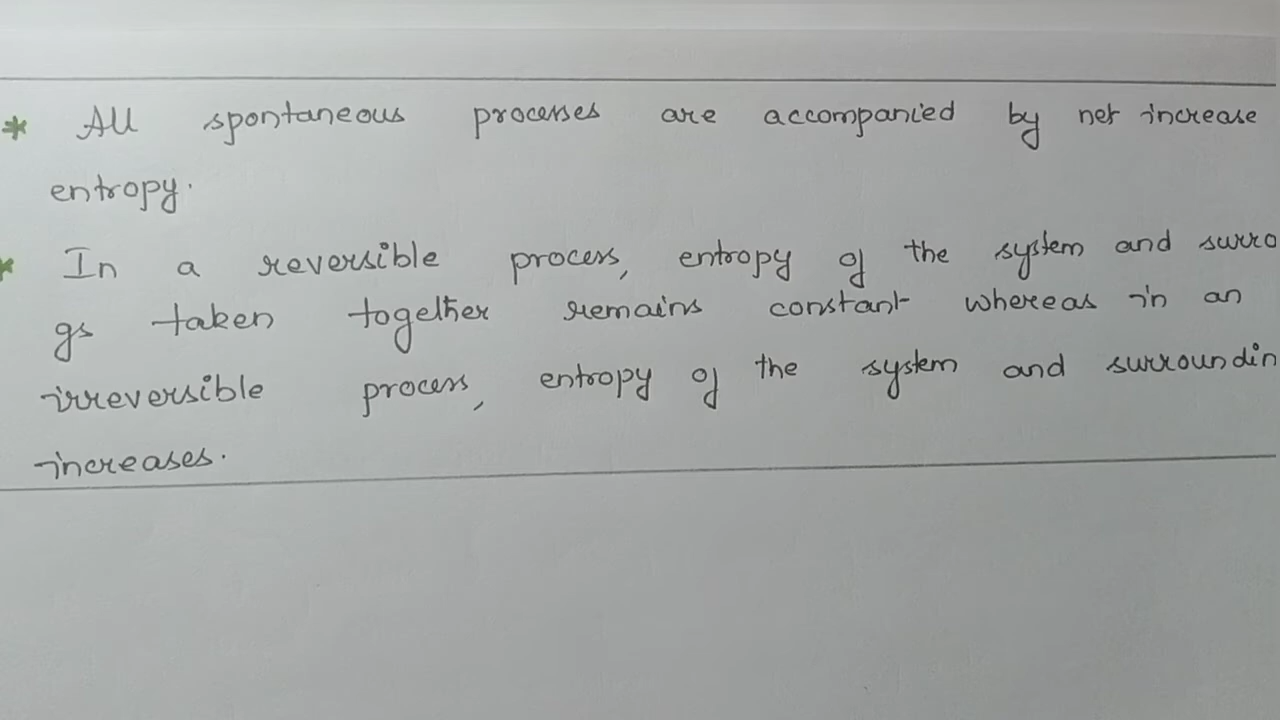 * All spontaneous processes are accompanied by net increase
entropy.
* In a reversible process, entropy of the system and surro
gs taken together remains constant whereas in an
irreversible process, entropy of the system and surroundin
increases.